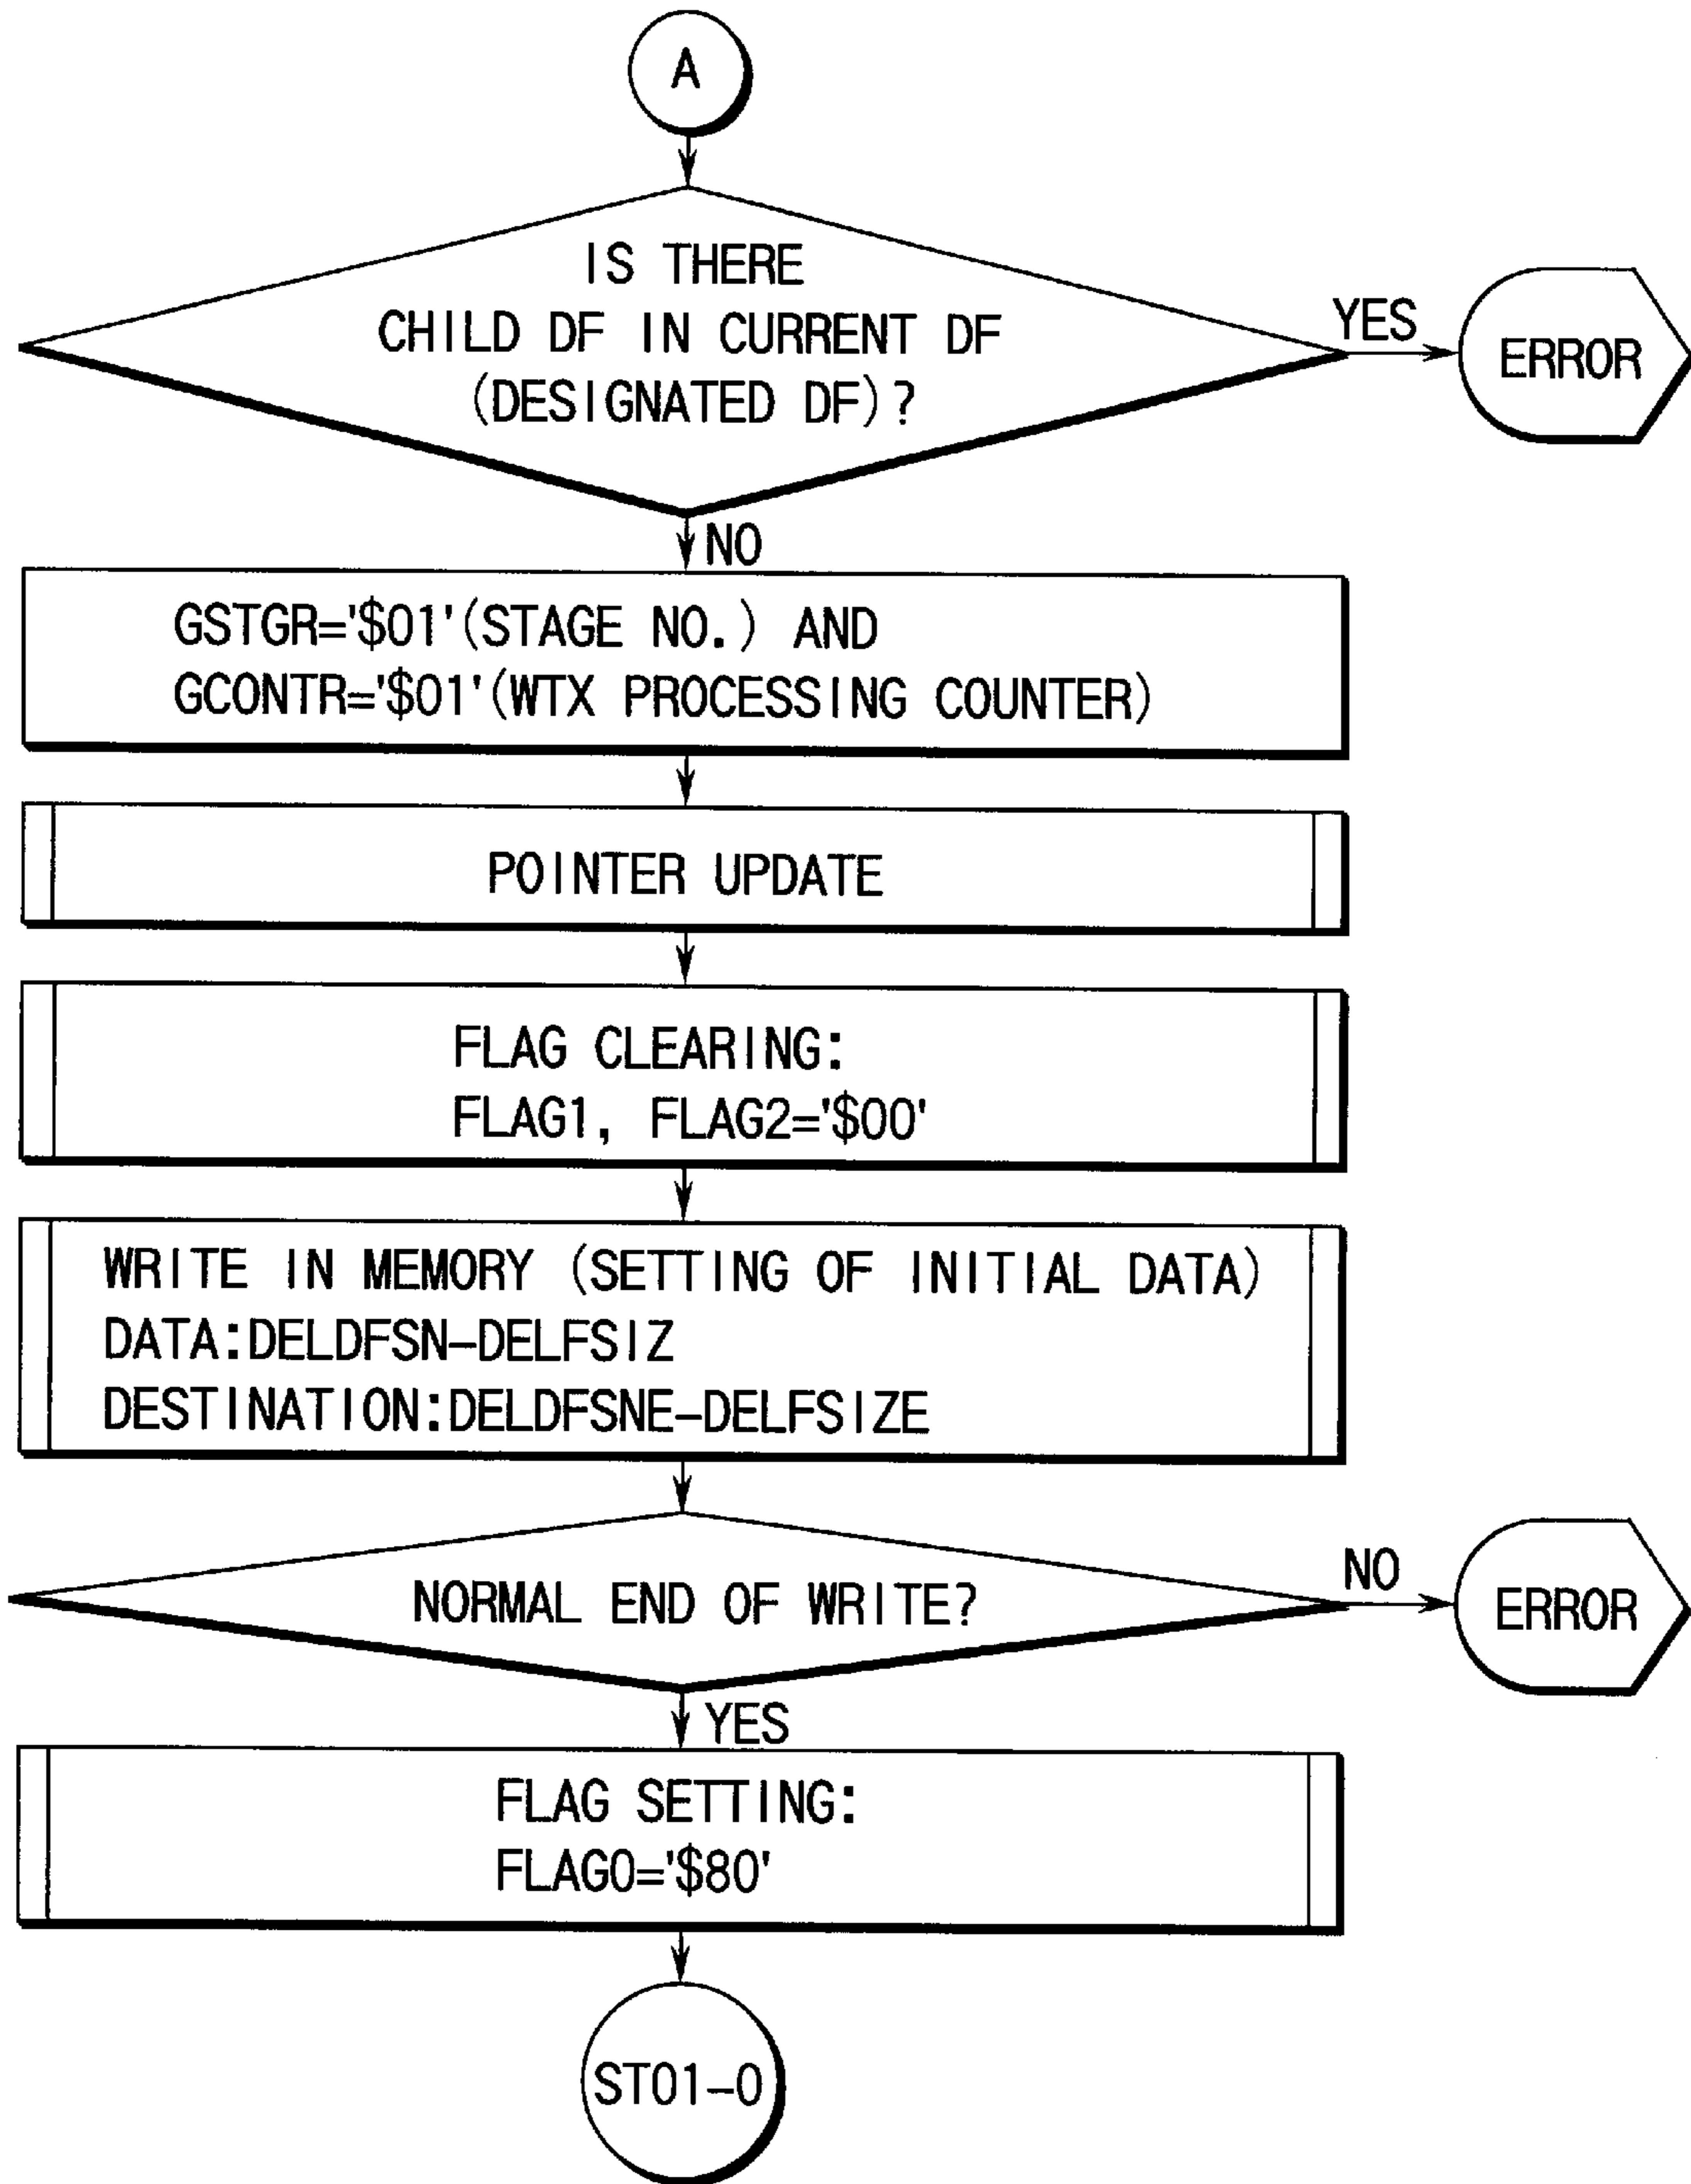 A
IS THERE
CHILD DF IN CURRENT DF
(DESIGNATED DF)?
YES
ERROR
NO
GSTGR='$01'(STAGE NO.) AND
GCONTR='$01'(WTX PROCESSING COUNTER)
POINTER UPDATE
FLAG CLEARING:
FLAG1, FLAG2='$00'
WRITE IN MEMORY (SETTING OF INITIAL DATA)
DATA:DELDFSN-DELFSIZ
DESTINATION:DELDFSNE-DELFSIZE
NORMAL END OF WRITE?
NO
ERROR
YES
FLAG SETTING:
FLAG0='$80'
ST01-0